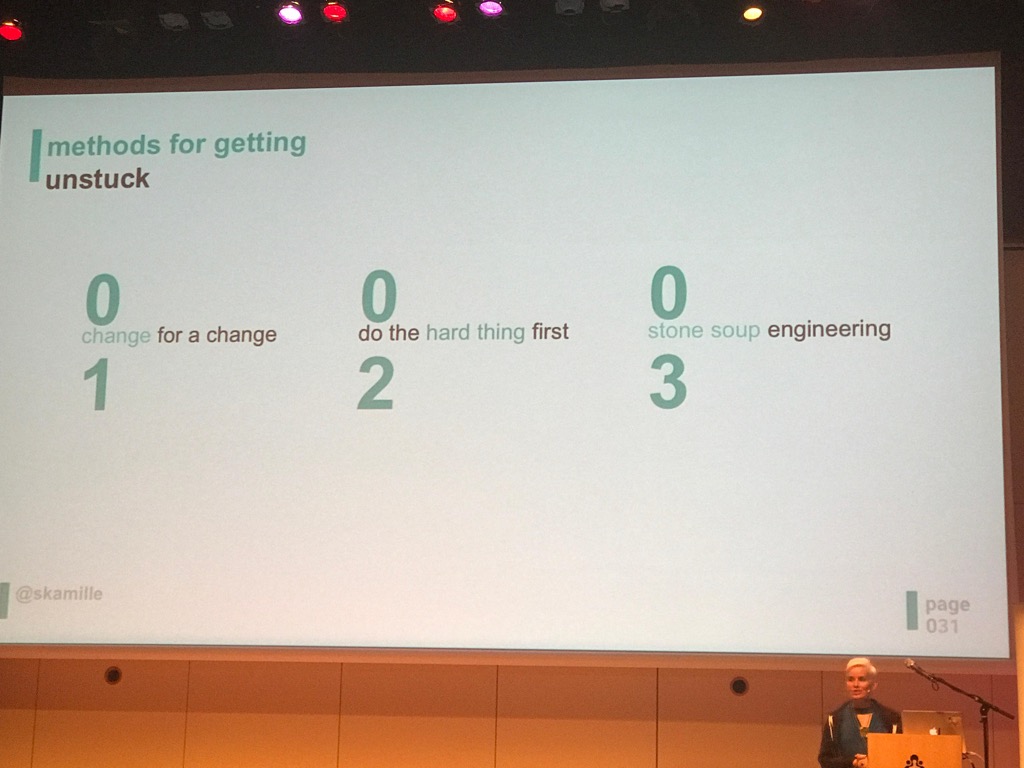 methods for getting
unstuck
0
change for a change
1
0
do the hard thing first
2
0
stone soup engineering
3
@skamille
page
031